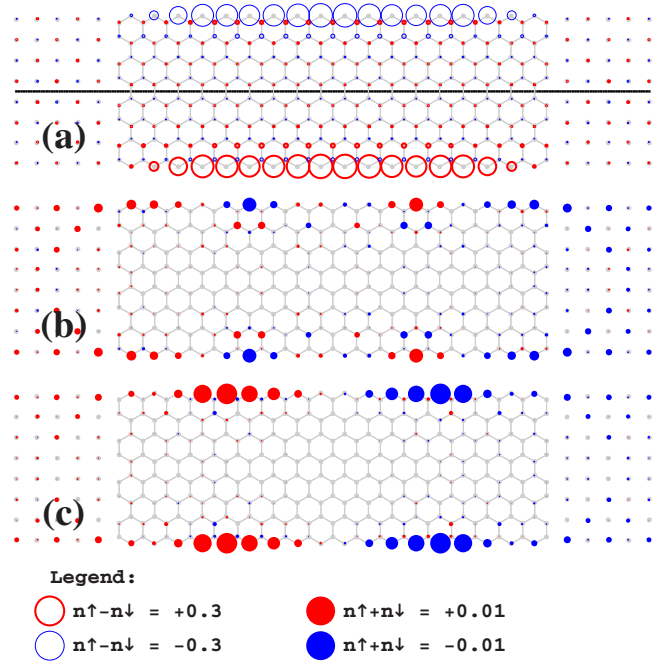 (a)
(b)
(c)
Legend:
n↑−n↓ = +0.3 n↑+n↓ = +0.01
n↑−n↓ = −0.3 n↑+n↓ = −0.01